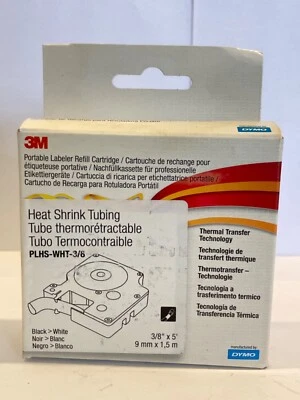 3M
Portable Labeler Refill Cartridge / Cartouche de rechange pour
étiqueteuse portative / Nachfüllkassette für professionelle
Etikettiergeräte / Cartuccia di ricarica per etichettatrice portatile /
Cartucho de Recarga para Rotuladora Portátil
DYMO
Heat Shrink Tubing
Tube thermorétractable
Tubo Termocontraible
PLHS-WHT-3/6
Black > White
Noir > Blanc
Negro > Blanco
3/8" x 5'
9 mm x 1,5 m
Thermal Transfer
Technology
Technologie de
transfert thermique
Thermotransfer -
Technologie
Tecnologia a
trasferimento termico
Tecnología de
Transferencia Térmica
manufactured by
DYMO